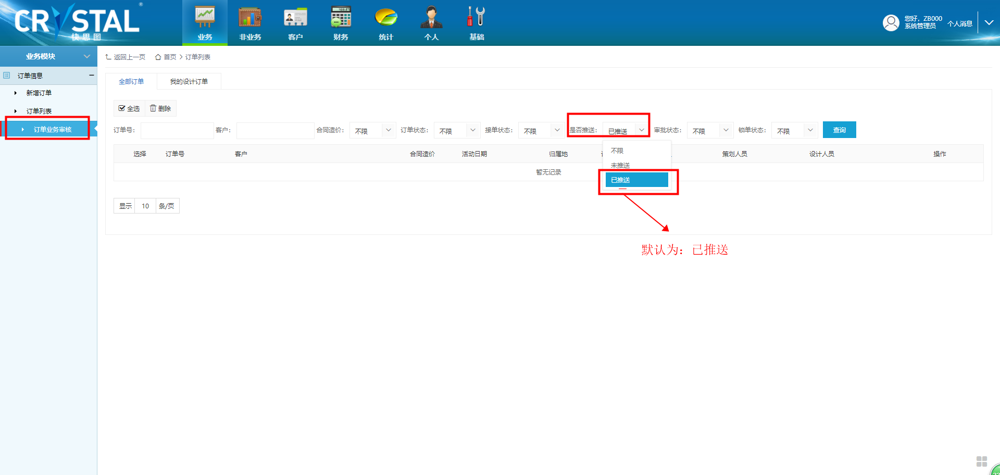 CRYSTAL®
快思图
业务
非业务
客户
财务
统计
个人
基础
您好，ZB000
系统管理员
个人消息
业务模块
订单信息
新增订单
订单列表
订单业务审核
返回上一页 首页 > 订单列表
全部订单 我的设计订单
全选 删除
订单号： 客户： 合同造价： 不限 订单状态： 不限 接单状态： 不限 是否推送： 已推送 审批状态： 不限 锁单状态： 不限 查询
选择 订单号 客户 合同造价 活动日期 归属地 策划人员 设计人员 操作
暂无记录
不限
未推送
已推送
显示 10 条/页
默认为：已推送